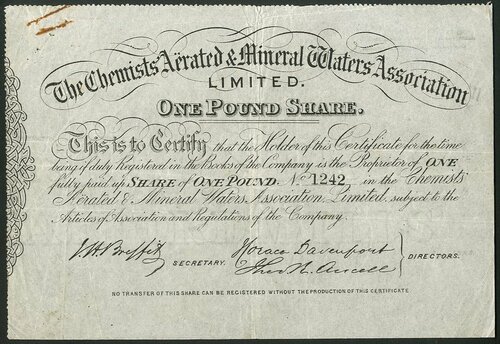 The Chemists Aërated & Mineral Waters Association
LIMITED.
ONE POUND SHARE.
This is to Certify that the Holder of this Certificate for the time
being if duly Registered in the Books of the Company is the Proprietor of ONE
fully paid up SHARE of ONE POUND. No 1242 in the Chemists'
Aërated & Mineral Waters Association, Limited, subject to the
Articles of Association and Regulations of the Company.
SECRETARY. Horace Davenport
DIRECTORS.
NO TRANSFER OF THIS SHARE CAN BE REGISTERED WITHOUT THE PRODUCTION OF THIS CERTIFICATE